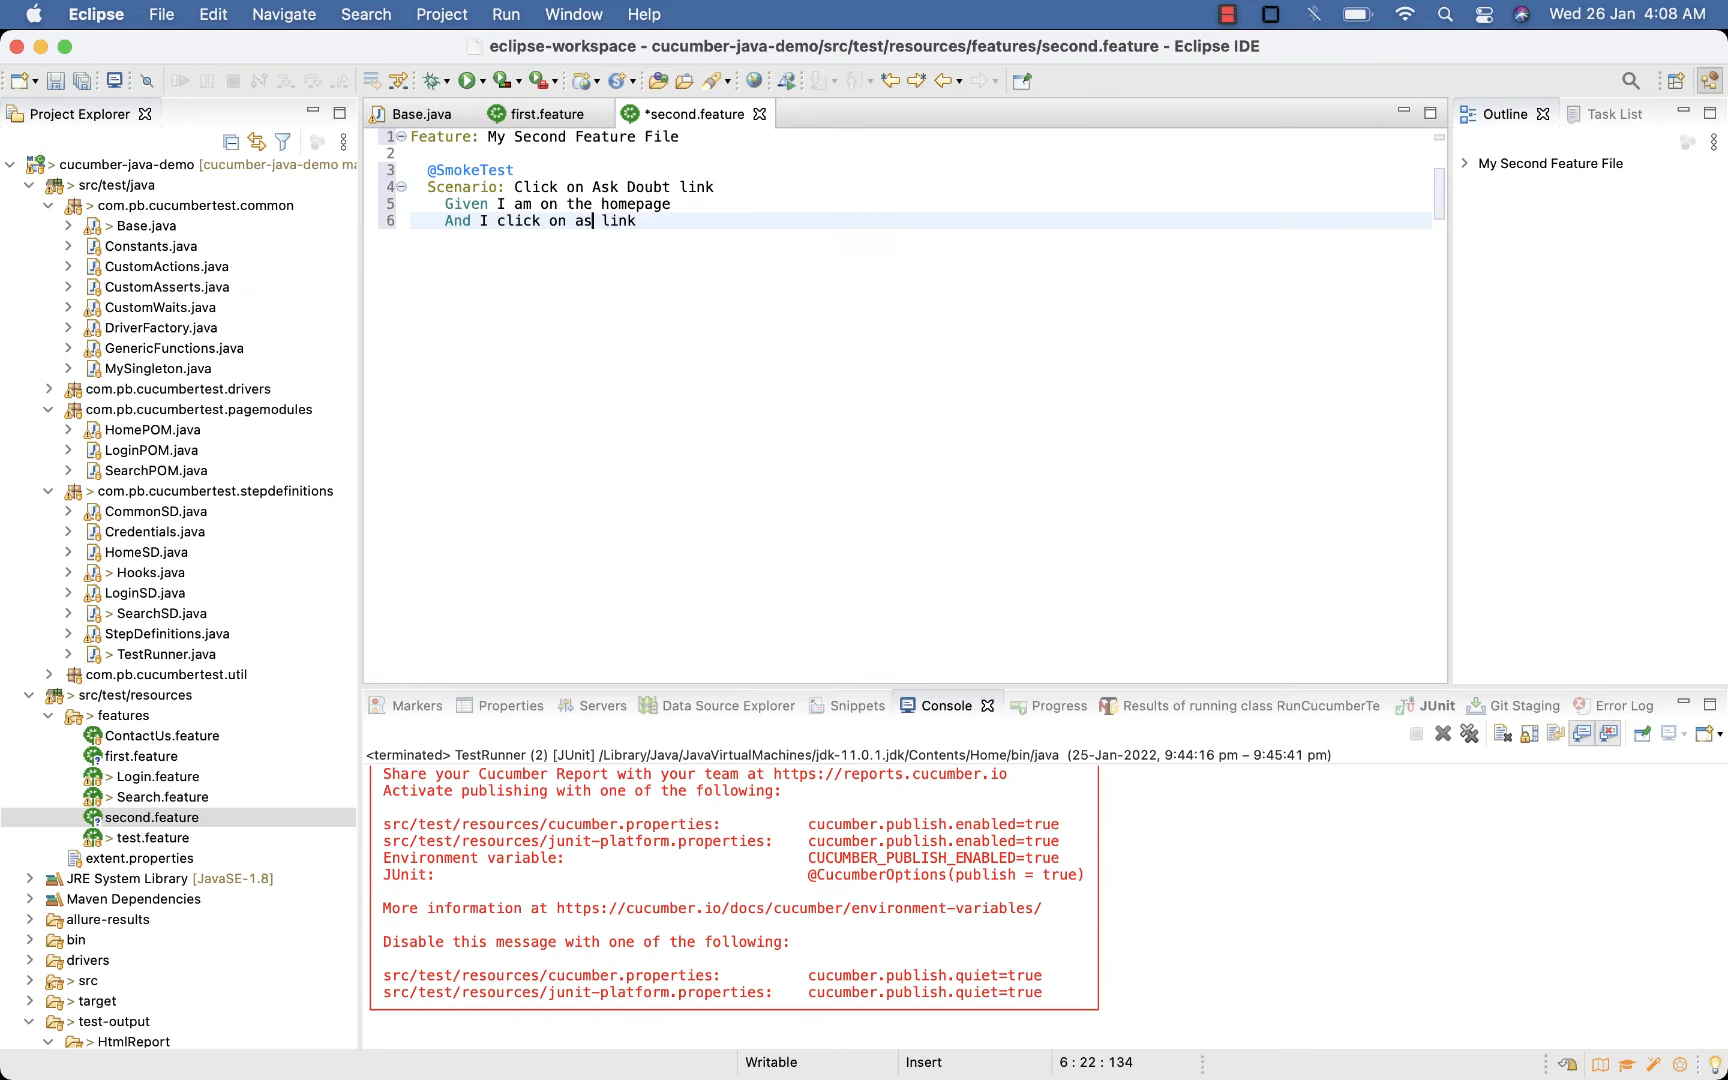 Eclipse File Edit Navigate Search Project Run Window Help Wed 26 Jan 4:08 AM
eclipse-workspace - cucumber-java-demo/src/test/resources/features/second.feature - Eclipse IDE
Project Explorer
> cucumber-java-demo [cucumber-java-demo ma
> src/test/java
> com.pb.cucumbertest.common
> Base.java
Constants.java
CustomActions.java
CustomAsserts.java
CustomWaits.java
DriverFactory.java
GenericFunctions.java
MySingleton.java
com.pb.cucumbertest.drivers
com.pb.cucumbertest.pagemodules
HomePOM.java
LoginPOM.java
SearchPOM.java
> com.pb.cucumbertest.stepdefinitions
CommonSD.java
Credentials.java
HomeSD.java
> Hooks.java
LoginSD.java
> SearchSD.java
StepDefinitions.java
> TestRunner.java
com.pb.cucumbertest.util
> src/test/resources
> features
ContactUs.feature
first.feature
> Login.feature
> Search.feature
second.feature
> test.feature
extent.properties
JRE System Library [JavaSE-1.8]
Maven Dependencies
allure-results
bin
drivers
> src
> target
> test-output
> HtmlReport
Base.java first.feature *second.feature
1 Feature: My Second Feature File
2
3 @SmokeTest
4 Scenario: Click on Ask Doubt link
5 Given I am on the homepage
6 And I click on as link
Outline Task List
My Second Feature File
Markers Properties Servers Data Source Explorer Snippets Console Progress Results of running class RunCucumberTe JUnit Git Staging Error Log
<terminated> TestRunner (2) [JUnit] /Library/Java/JavaVirtualMachines/jdk-11.0.1.jdk/Contents/Home/bin/java (25-Jan-2022, 9:44:16 pm – 9:45:41 pm)
Share your Cucumber Report with your team at https://reports.cucumber.io
Activate publishing with one of the following:
src/test/resources/cucumber.properties: cucumber.publish.enabled=true
src/test/resources/junit-platform.properties: cucumber.publish.enabled=true
Environment variable: CUCUMBER_PUBLISH_ENABLED=true
JUnit: @CucumberOptions(publish = true)
More information at https://cucumber.io/docs/cucumber/environment-variables/
Disable this message with one of the following:
src/test/resources/cucumber.properties: cucumber.publish.quiet=true
src/test/resources/junit-platform.properties: cucumber.publish.quiet=true
Writable Insert 6 : 22 : 134